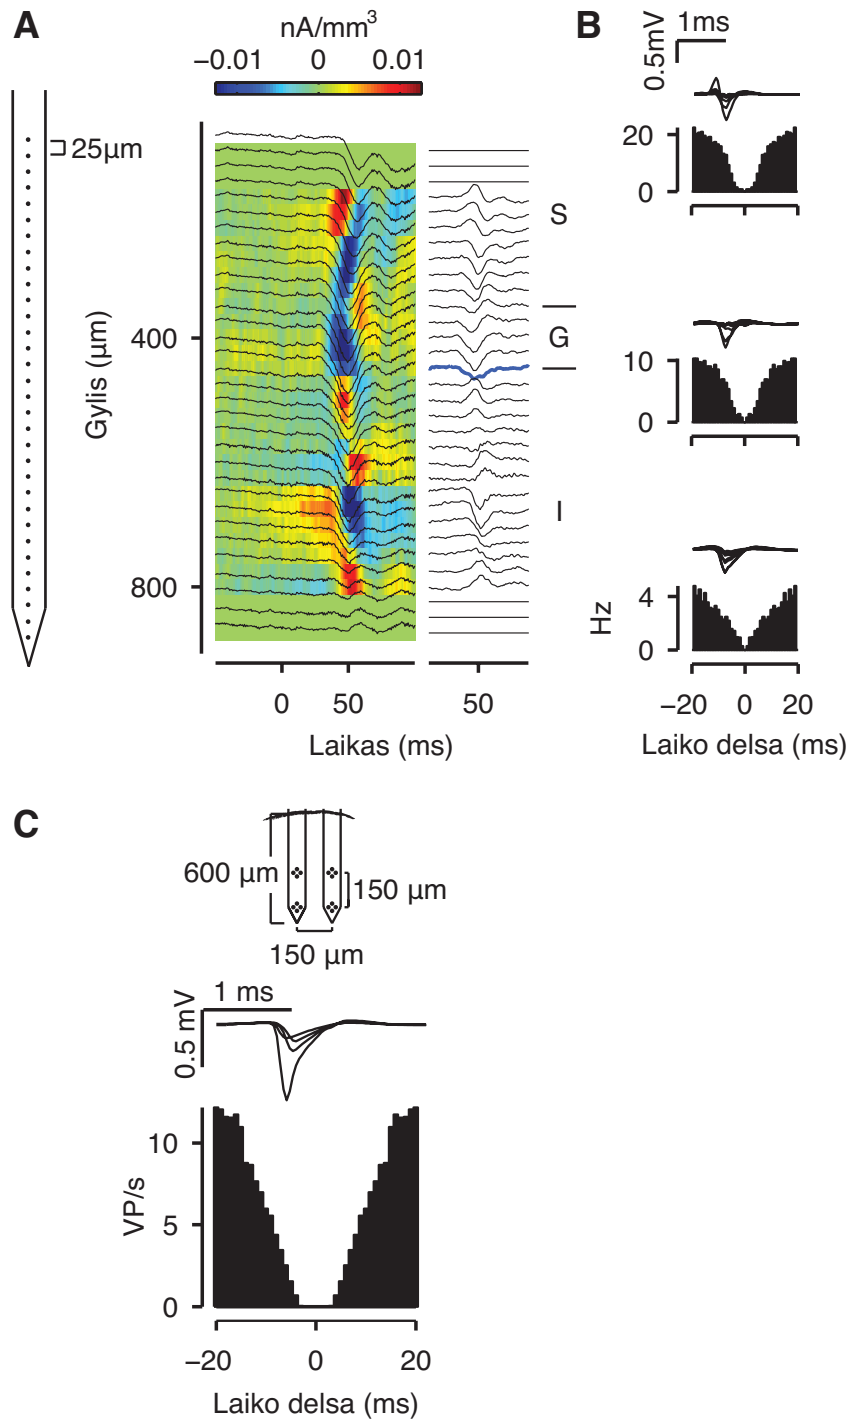 A
nA/mm³
−0.01 0 0.01
25µm
Gylis (µm)
400
800
0 50
50
Laikas (ms)
S
G
I
B
1ms
0.5mV
20
0
10
0
4
0
Hz
−20 0 20
Laiko delsa (ms)
C
600 µm
150 µm
150 µm
1 ms
0.5 mV
10
5
0
VP/s
−20 0 20
Laiko delsa (ms)